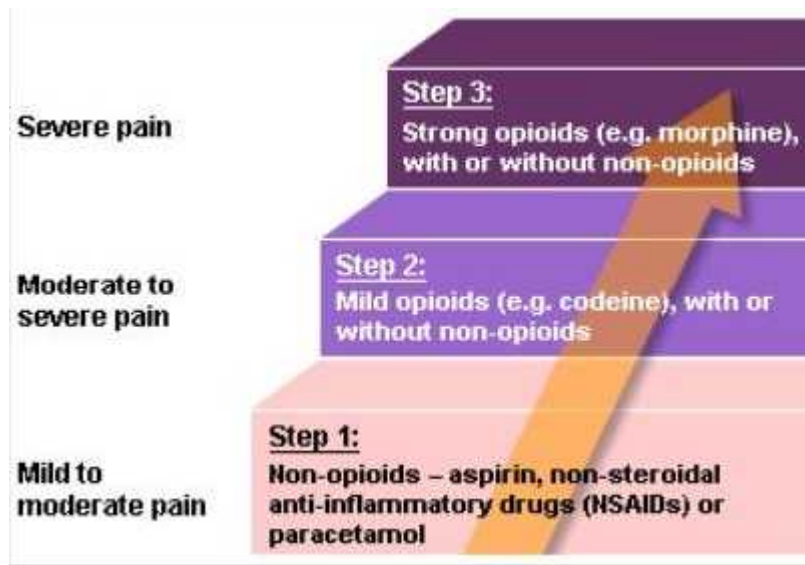 Severe pain
Step 3:
Strong opioids (e.g. morphine),
with or without non-opioids
Moderate to
severe pain
Step 2:
Mild opioids (e.g. codeine), with or
without non-opioids
Mild to
moderate pain
Step 1:
Non-opioids – aspirin, non-steroidal
anti-inflammatory drugs (NSAIDs) or
paracetamol